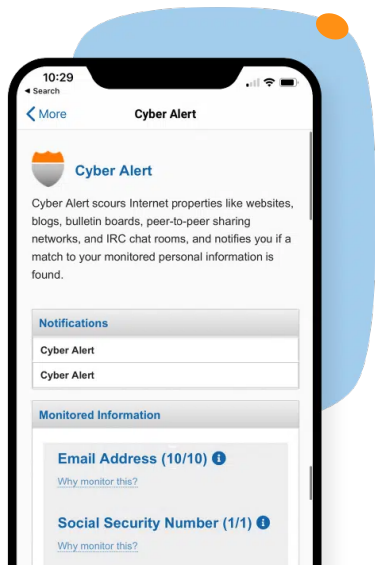 10:29
Search
More
Cyber Alert
Cyber Alert
Cyber Alert scours Internet properties like websites,
blogs, bulletin boards, peer-to-peer sharing
networks, and IRC chat rooms, and notifies you if a
match to your monitored personal information is
found.
Notifications
Cyber Alert
Cyber Alert
Monitored Information
Email Address (10/10)
Why monitor this?
Social Security Number (1/1)
Why monitor this?